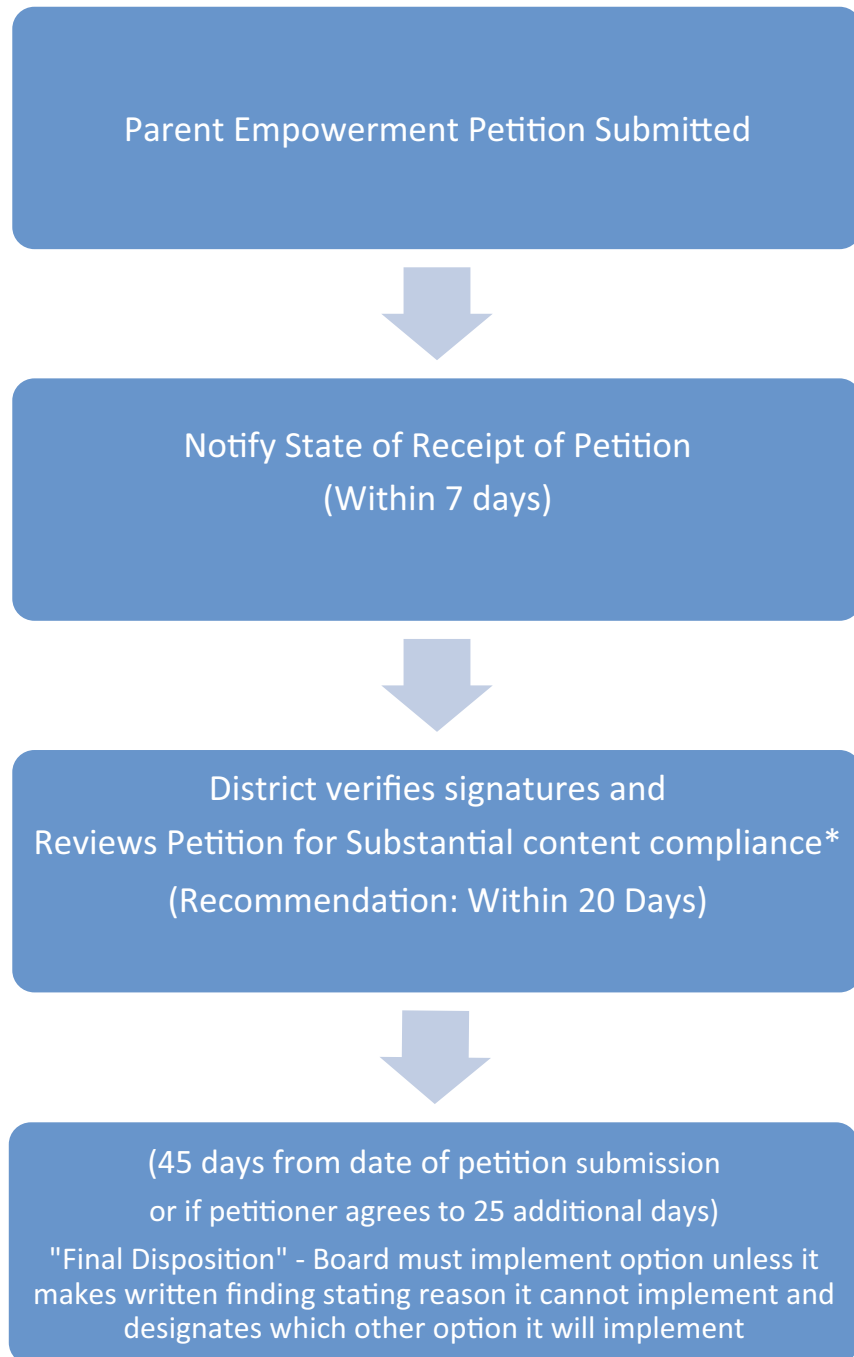 Parent Empowerment Petition Submitted
Notify State of Receipt of Petition
(Within 7 days)
District verifies signatures and
Reviews Petition for Substantial content compliance*
(Recommendation: Within 20 Days)
(45 days from date of petition submission
or if petitioner agrees to 25 additional days)
"Final Disposition" - Board must implement option unless it
makes written finding stating reason it cannot implement and
designates which other option it will implement